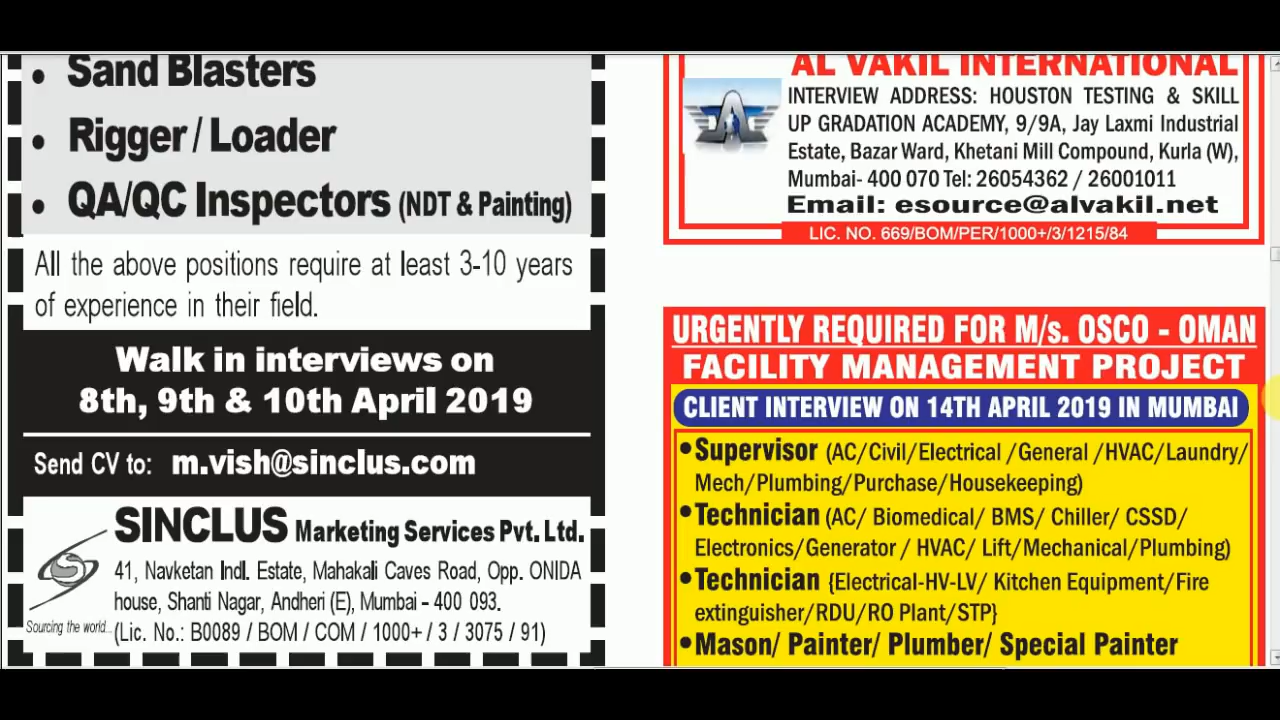 • Sand Blasters
• Rigger / Loader
• QA/QC Inspectors (NDT & Painting)
All the above positions require at least 3-10 years
of experience in their field.
Walk in interviews on
8th, 9th & 10th April 2019
Send CV to: m.vish@sinclus.com
SINCLUS Marketing Services Pvt. Ltd.
41, Navketan Indl. Estate, Mahakali Caves Road, Opp. ONIDA
house, Shanti Nagar, Andheri (E), Mumbai – 400 093.
Sourcing the world...
(Lic. No.: B0089 / BOM / COM / 1000+ / 3 / 3075 / 91)
AL VAKIL INTERNATIONAL
INTERVIEW ADDRESS: HOUSTON TESTING & SKILL
UP GRADATION ACADEMY, 9/9A, Jay Laxmi Industrial
Estate, Bazar Ward, Khetani Mill Compound, Kurla (W),
Mumbai- 400 070 Tel: 26054362 / 26001011
Email: esource@alvakil.net
LIC. NO. 669/BOM/PER/1000+/3/1215/84
URGENTLY REQUIRED FOR M/s. OSCO - OMAN
FACILITY MANAGEMENT PROJECT
CLIENT INTERVIEW ON 14TH APRIL 2019 IN MUMBAI
•Supervisor (AC/Civil/Electrical /General /HVAC/Laundry/
Mech/Plumbing/Purchase/Housekeeping)
•Technician (AC/ Biomedical/ BMS/ Chiller/ CSSD/
Electronics/Generator / HVAC/ Lift/Mechanical/Plumbing)
•Technician {Electrical-HV-LV/ Kitchen Equipment/Fire
extinguisher/RDU/RO Plant/STP}
•Mason/ Painter/ Plumber/ Special Painter